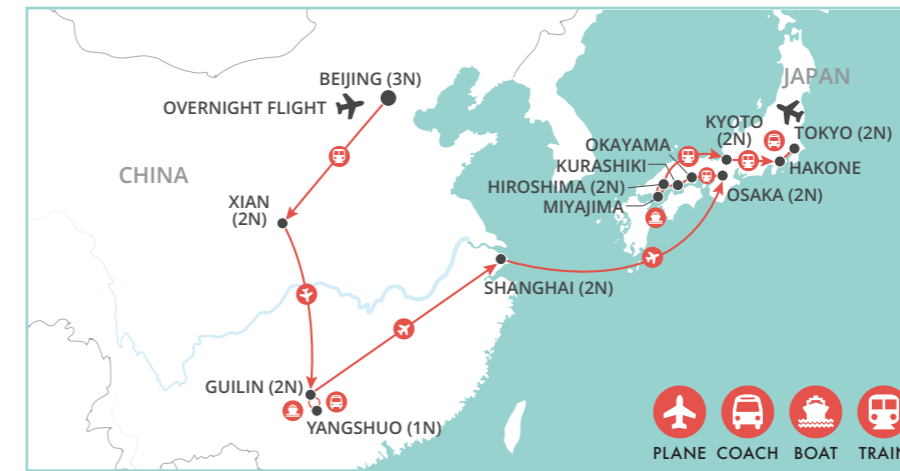 BEIJING (3N)
OVERNIGHT FLIGHT
CHINA
XIAN
(2N)
GUILIN (2N)
YANGSHUO (1N)
SHANGHAI (2N)
JAPAN
KYOTO
(2N)
TOKYO (2N)
OKAYAMA
KURASHIKI
HAKONE
HIROSHIMA (2N)
OSAKA (2N)
MIYAJIMA
PLANE COACH BOAT TRAIN